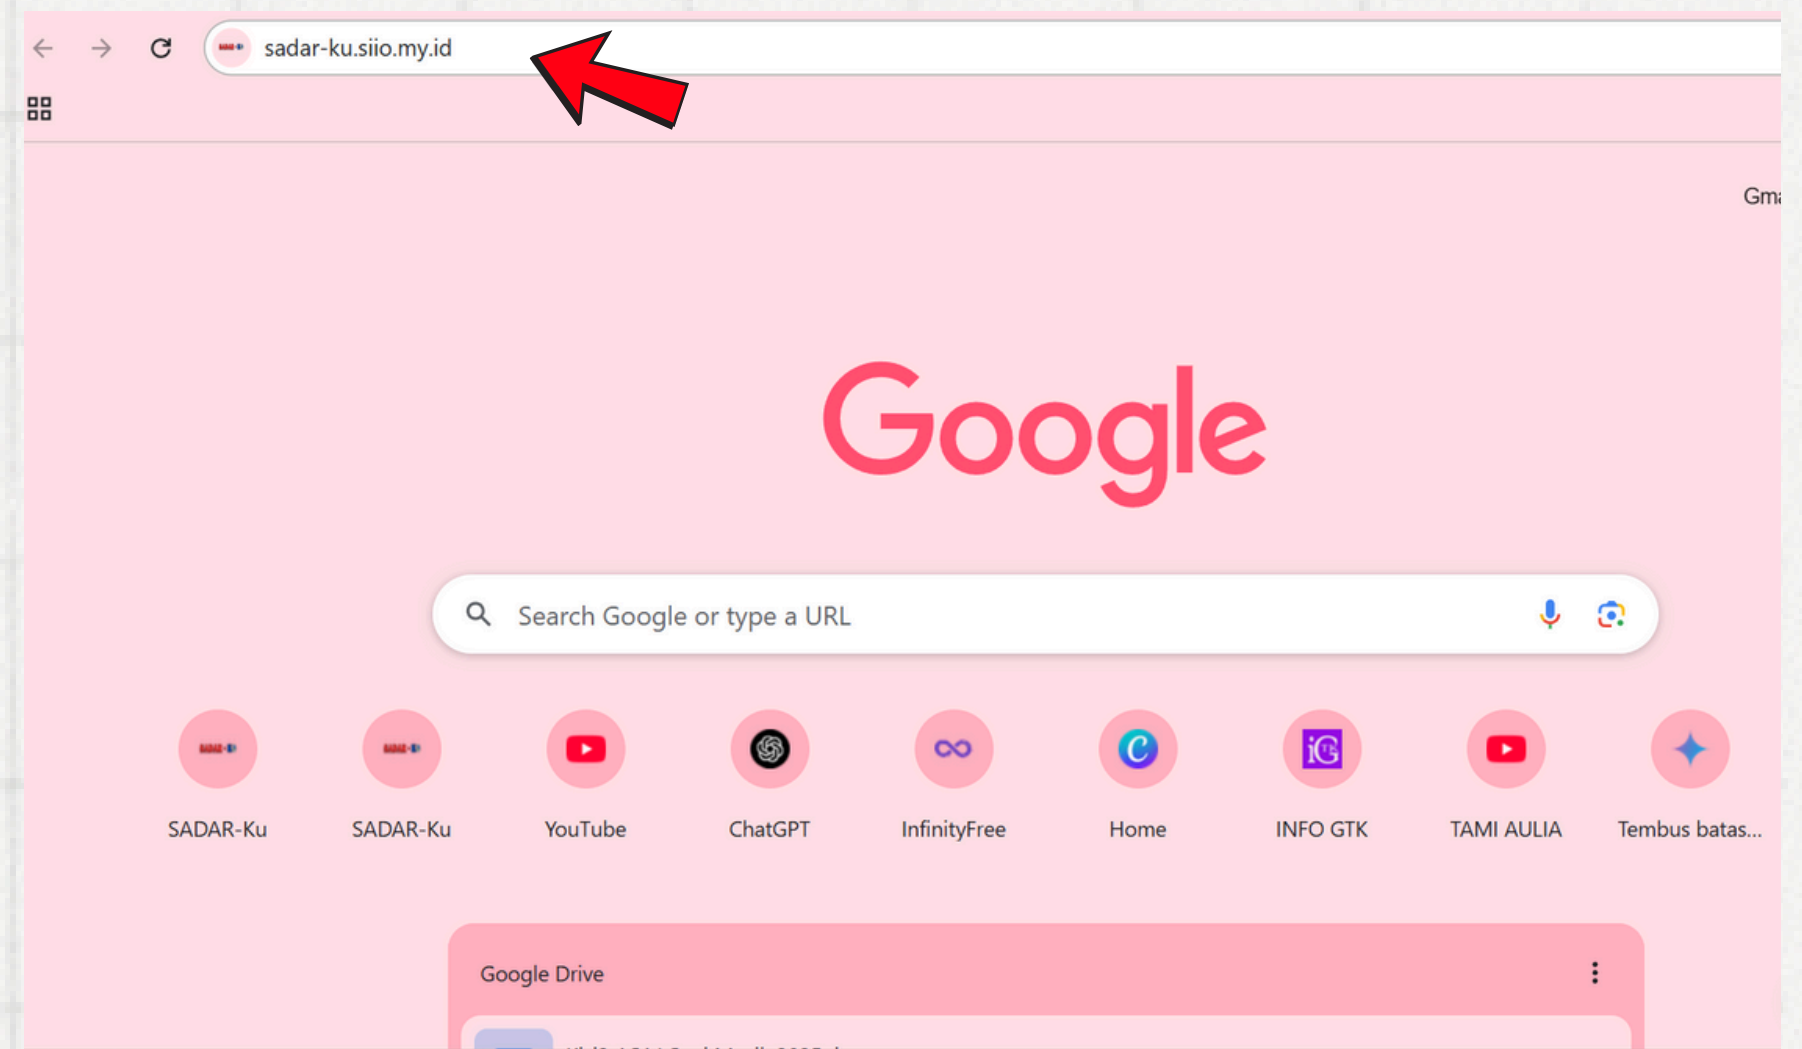 sadar-ku.siio.my.id
Gma
Google
Search Google or type a URL
SADAR-Ku
SADAR-Ku
YouTube
ChatGPT
InfinityFree
Home
INFO GTK
TAMI AULIA
Tembus batas...
Google Drive